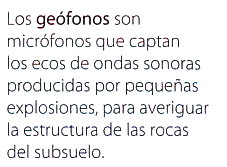 Los geófonos son
micrófonos que captan
los ecos de ondas sonoras
producidas por pequeñas
explosiones, para averiguar
la estructura de las rocas
del subsuelo.